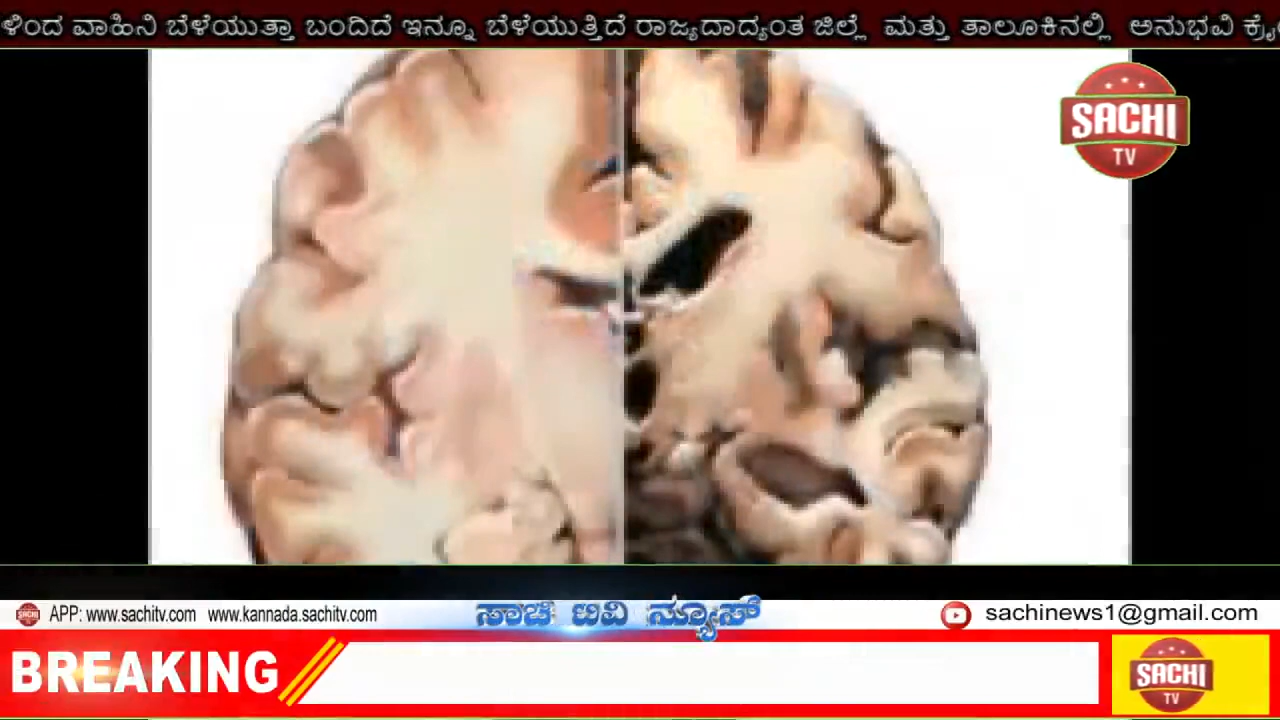 ಳಿಂದ ವಾಹಿನಿ ಬೆಳೆಯುತ್ತಾ ಬಂದಿದೆ ಇನ್ನೂ ಬೆಳೆಯುತ್ತಿದೆ ರಾಜ್ಯದಾದ್ಯಂತ ಜಿಲ್ಲೆ ಮತ್ತು ತಾಲೂಕಿನಲ್ಲಿ ಅನುಭವಿ ಕ್ರೈ
SACHI
TV
SACHI APP: www.sachitv.com www.kannada.sachitv.com ಸಾಚಿ ಟಿವಿ ನ್ಯೂಸ್ sachinews1@gmail.com
BREAKING
SACHI
TV